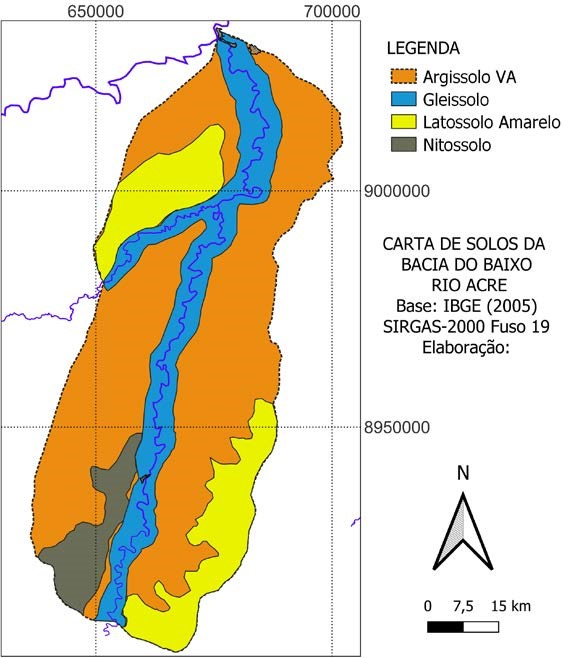 650000 700000
LEGENDA
Argissolo VA
Gleissolo
Latossolo Amarelo
Nitossolo
9000000
CARTA DE SOLOS DA
BACIA DO BAIXO
RIO ACRE
Base: IBGE (2005)
SIRGAS-2000 Fuso 19
Elaboração:
8950000
N
0 7,5 15 km